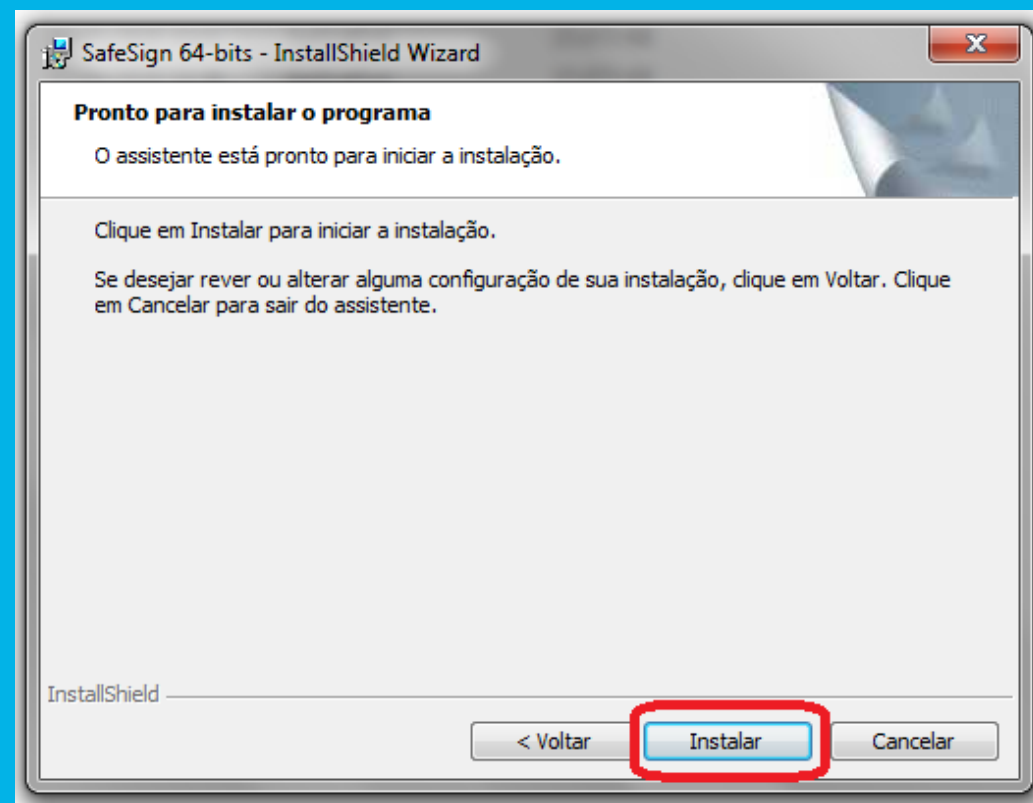 SafeSign 64-bits - InstallShield Wizard
Pronto para instalar o programa
O assistente está pronto para iniciar a instalação.
Clique em Instalar para iniciar a instalação.
Se desejar rever ou alterar alguma configuração de sua instalação, clique em Voltar. Clique
em Cancelar para sair do assistente.
InstallShield
< Voltar Instalar Cancelar